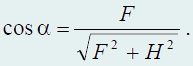 cos α = F / √(F² + H²) .